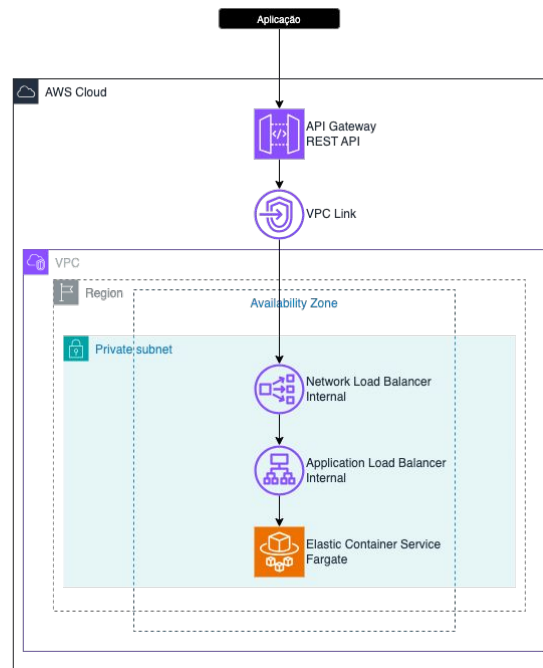 Aplicação
AWS Cloud
API Gateway
REST API
VPC Link
VPC
Region
Availability Zone
Private subnet
Network Load Balancer
Internal
Application Load Balancer
Internal
Elastic Container Service
Fargate